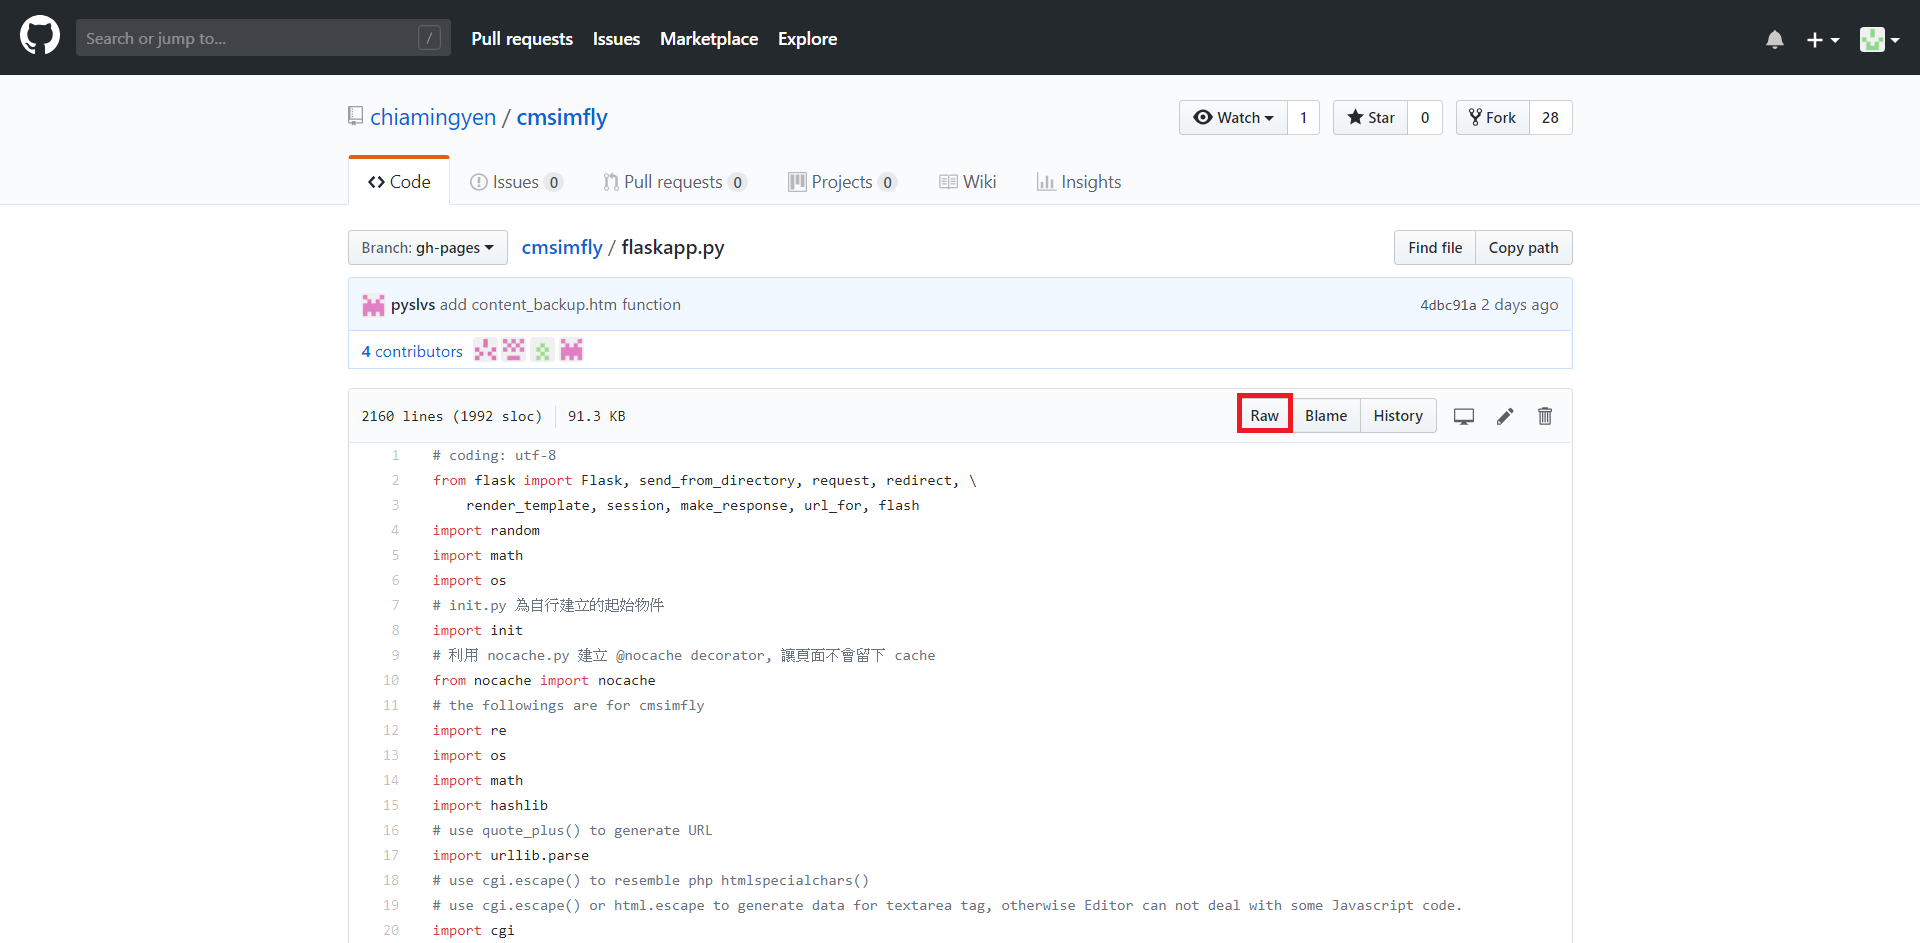 Search or jump to... /
Pull requests Issues Marketplace Explore
chiamingyen / cmsimfly
Watch 1 Star 0 Fork 28
Code Issues 0 Pull requests 0 Projects 0 Wiki Insights
Branch: gh-pages cmsimfly / flaskapp.py Find file Copy path
pyslvs add content_backup.htm function 4dbc91a 2 days ago
4 contributors
2160 lines (1992 sloc) 91.3 KB Raw Blame History
1 # coding: utf-8
2 from flask import Flask, send_from_directory, request, redirect, \
3 render_template, session, make_response, url_for, flash
4 import random
5 import math
6 import os
7 # init.py 為自行建立的起始物件
8 import init
9 # 利用 nocache.py 建立 @nocache decorator, 讓頁面不會留下 cache
10 from nocache import nocache
11 # the followings are for cmsimfly
12 import re
13 import os
14 import math
15 import hashlib
16 # use quote_plus() to generate URL
17 import urllib.parse
18 # use cgi.escape() to resemble php htmlspecialchars()
19 # use cgi.escape() or html.escape to generate data for textarea tag, otherwise Editor can not deal with some Javascript code.
20 import cgi